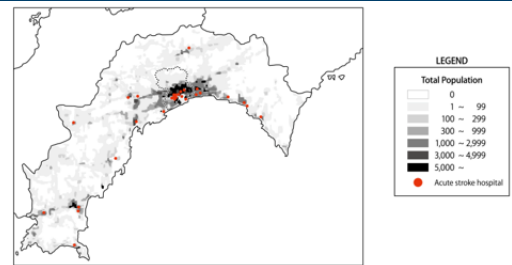 LEGEND
Total Population
0
1 ~ 99
100 ~ 299
300 ~ 999
1,000 ~ 2,999
3,000 ~ 4,999
5,000 ~
Acute stroke hospital